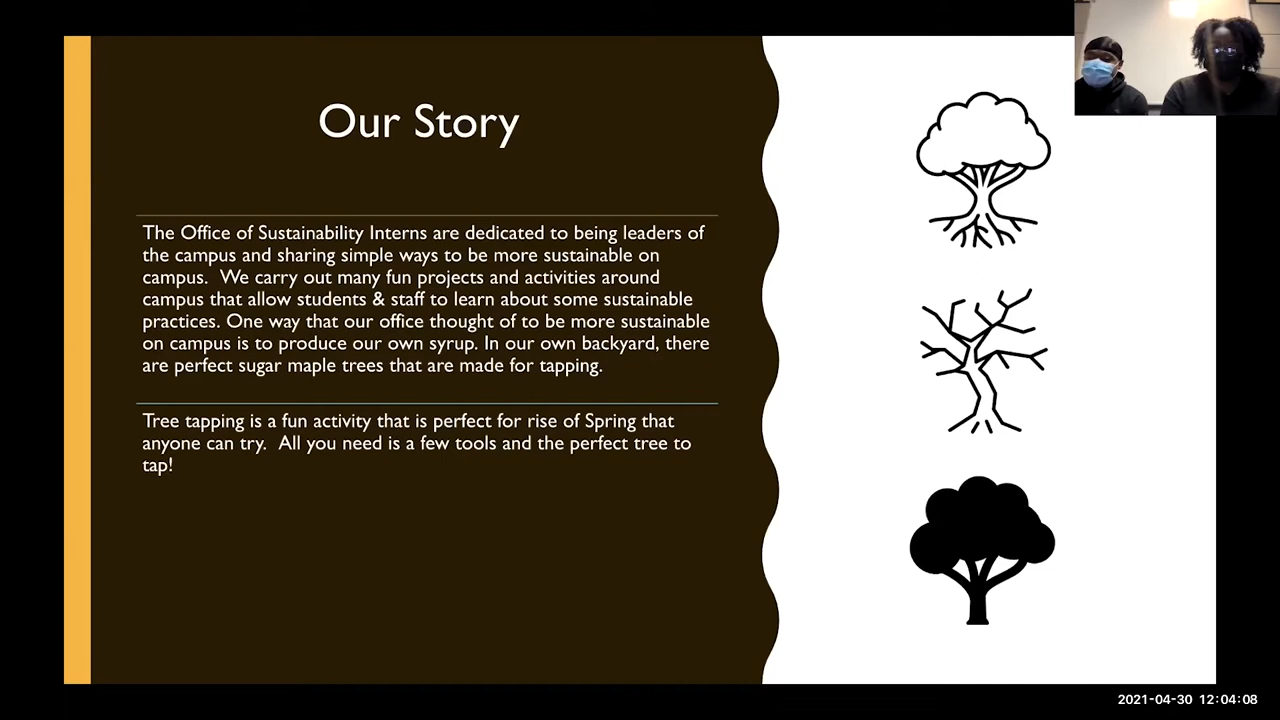 Our Story
The Office of Sustainability Interns are dedicated to being leaders of
the campus and sharing simple ways to be more sustainable on
campus.  We carry out many fun projects and activities around
campus that allow students & staff to learn about some sustainable
practices. One way that our office thought of to be more sustainable
on campus is to produce our own syrup. In our own backyard, there
are perfect sugar maple trees that are made for tapping.
Tree tapping is a fun activity that is perfect for rise of Spring that
anyone can try.  All you need is a few tools and the perfect tree to
tap!
2021-04-30 12:04:08